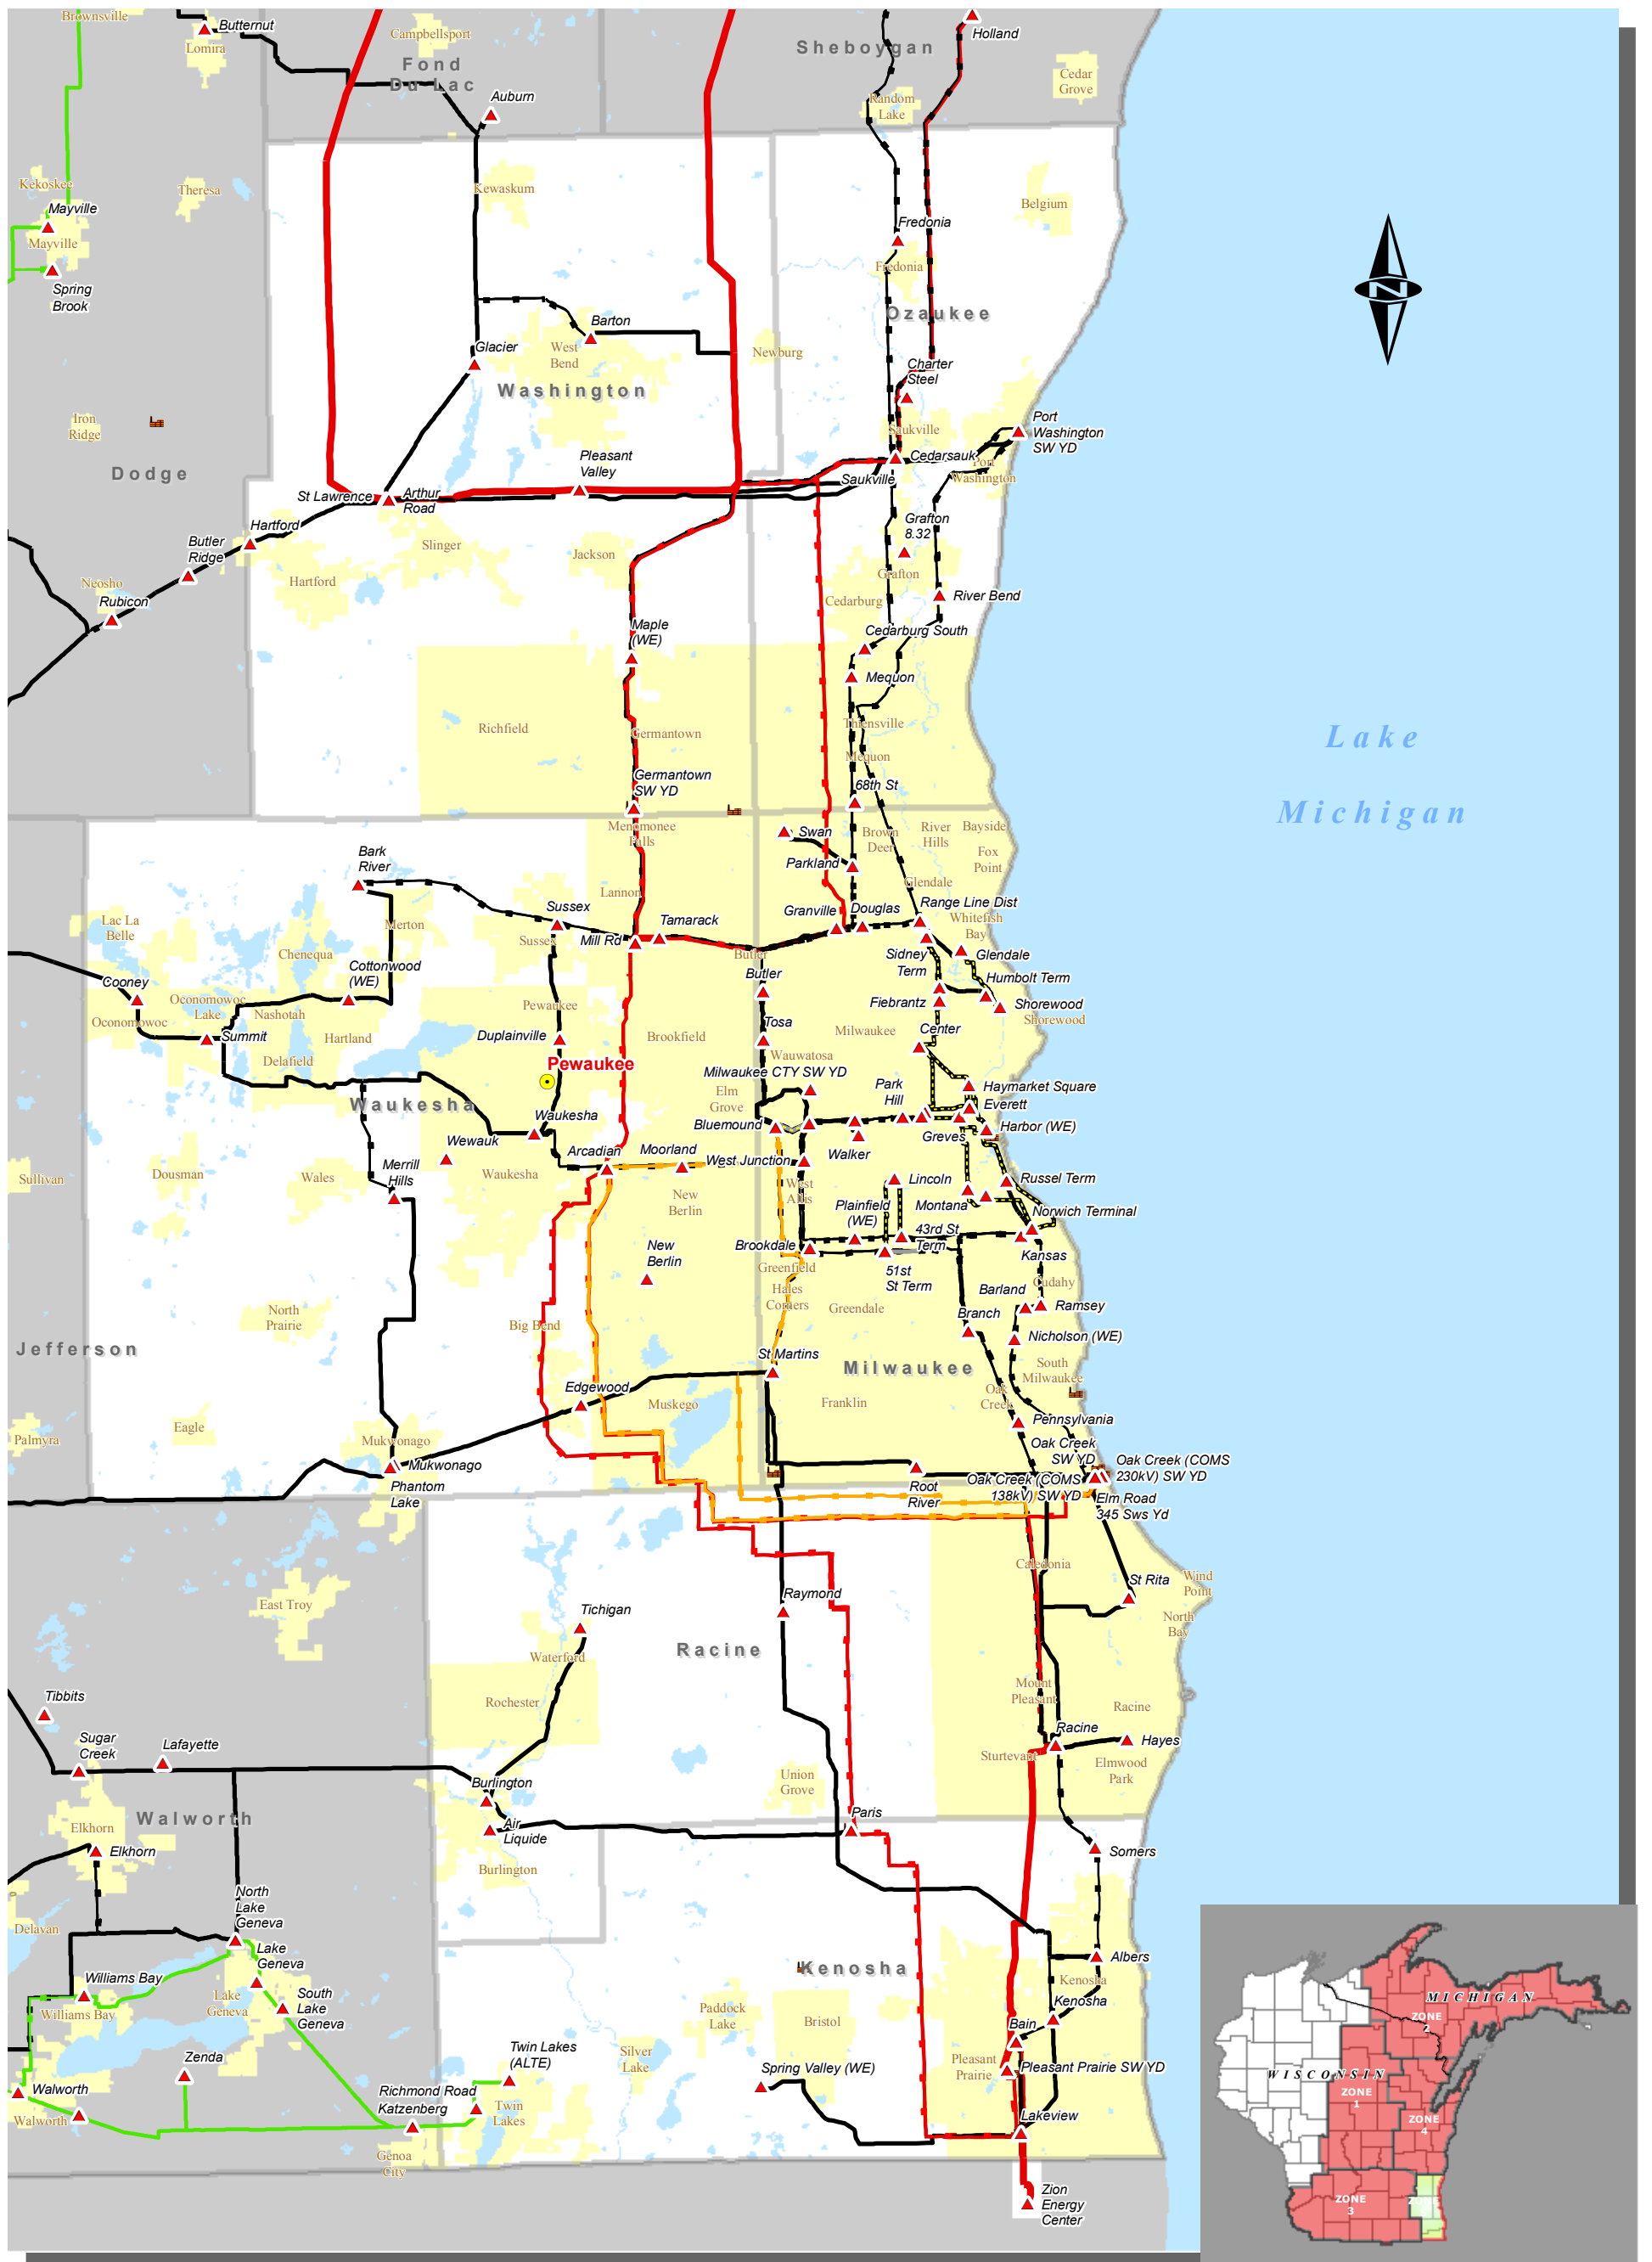 Brownsville
Butternut
Lomira
Campbellsport
Fond
Du Lac
Auburn
Sheboygan
Holland
Cedar
Grove
Random
Lake
Kekoskee
Mayville
Mayville
Theresa
Kewaskum
Belgium
Fredonia
Fredonia
Spring
Brook
Ozaukee
Barton
Glacier
West
Bend
Newburg
Washington
Charter
Steel
Saukville
Port
Washington
SW YD
Iron
Ridge
Dodge
Pleasant
Valley
Cedarsauk
Saukville
Port
Washington
St Lawrence
Arthur
Road
Hartford
Butler
Ridge
Slinger
Jackson
Grafton
8.32
Grafton
Neosho
Hartford
Rubicon
Cedarburg
River Bend
Maple
(WE)
Cedarburg South
Mequon
Richfield
Germantown
Thiensville
Mequon
Lake
Michigan
Germantown
SW YD
68th St
Menomonee
Falls
Swan
Brown
Deer
River
Hills
Bayside
Fox
Point
Bark
River
Parkland
Glendale
Lannon
Lac La
Belle
Merton
Sussex
Sussex
Tamarack
Mill Rd
Granville
Douglas
Range Line Dist
Whitefish
Bay
Chenequa
Butler
Sidney
Term
Glendale
Cottonwood
(WE)
Cooney
Butler
Humbolt Term
Oconomowoc
Lake
Nashotah
Oconomowoc
Pewaukee
Fiebrantz
Shorewood
Shorewood
Summit
Hartland
Duplainville
Brookfield
Tosa
Milwaukee
Center
Delafield
Pewaukee
Wauwatosa
Milwaukee CTY SW YD
Haymarket Square
Waukesha
Elm
Grove
Park
Hill
Everett
Waukesha
Bluemound
Greves
Harbor (WE)
Wewauk
Arcadian
Moorland
West Junction
Walker
Sullivan
Dousman
Wales
Merrill
Hills
Waukesha
New
Berlin
West
Allis
Lincoln
Russel Term
Plainfield
(WE)
Montana
Norwich Terminal
New
Berlin
Brookdale
43rd St
Term
Kansas
Greenfield
51st
St Term
Hales
Corners
Cudahy
Barland
Ramsey
North
Prairie
Big Bend
Greendale
Branch
Nicholson (WE)
Jefferson
St Martins
Milwaukee
South
Milwaukee
Edgewood
Muskego
Franklin
Oak
Creek
Pennsylvania
Palmyra
Eagle
Mukwonago
Mukwonago
Phantom
Lake
Oak Creek
SW YD
Oak Creek (COMS
230kV) SW YD
Root
River
Oak Creek (COMS
138kV) SW YD
Elm Road
345 Sws Yd
Caledonia
East Troy
Tichigan
Raymond
St Rita
Wind
Point
North
Bay
Racine
Waterford
Rochester
Mount
Pleasant
Racine
Tibbits
Sugar
Creek
Lafayette
Racine
Hayes
Sturtevant
Elmwood
Park
Burlington
Union
Grove
Walworth
Elkhorn
Air
Liquide
Paris
Elkhorn
Burlington
Somers
North
Lake
Geneva
Delavan
Lake
Geneva
Albers
Williams Bay
Williams Bay
Lake
Geneva
South
Lake
Geneva
Kenosha
Kenosha
Kenosha
Paddock
Lake
Bristol
Bain
Zenda
Twin Lakes
(ALTE)
Silver
Lake
Spring Valley (WE)
Pleasant
Prairie
Pleasant Prairie SW YD
Walworth
Walworth
Richmond Road
Katzenberg
Twin
Lakes
Lakeview
Genoa
City
Zion
Energy
Center
N
MICHIGAN
ZONE
2
WISCONSIN
ZONE
1
ZONE
4
ZONE
3
ZONE